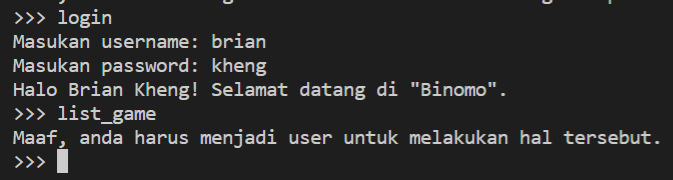 >>> login
Masukan username: brian
Masukan password: kheng
Halo Brian Kheng! Selamat datang di "Binomo".
>>> list_game
Maaf, anda harus menjadi user untuk melakukan hal tersebut.
>>>